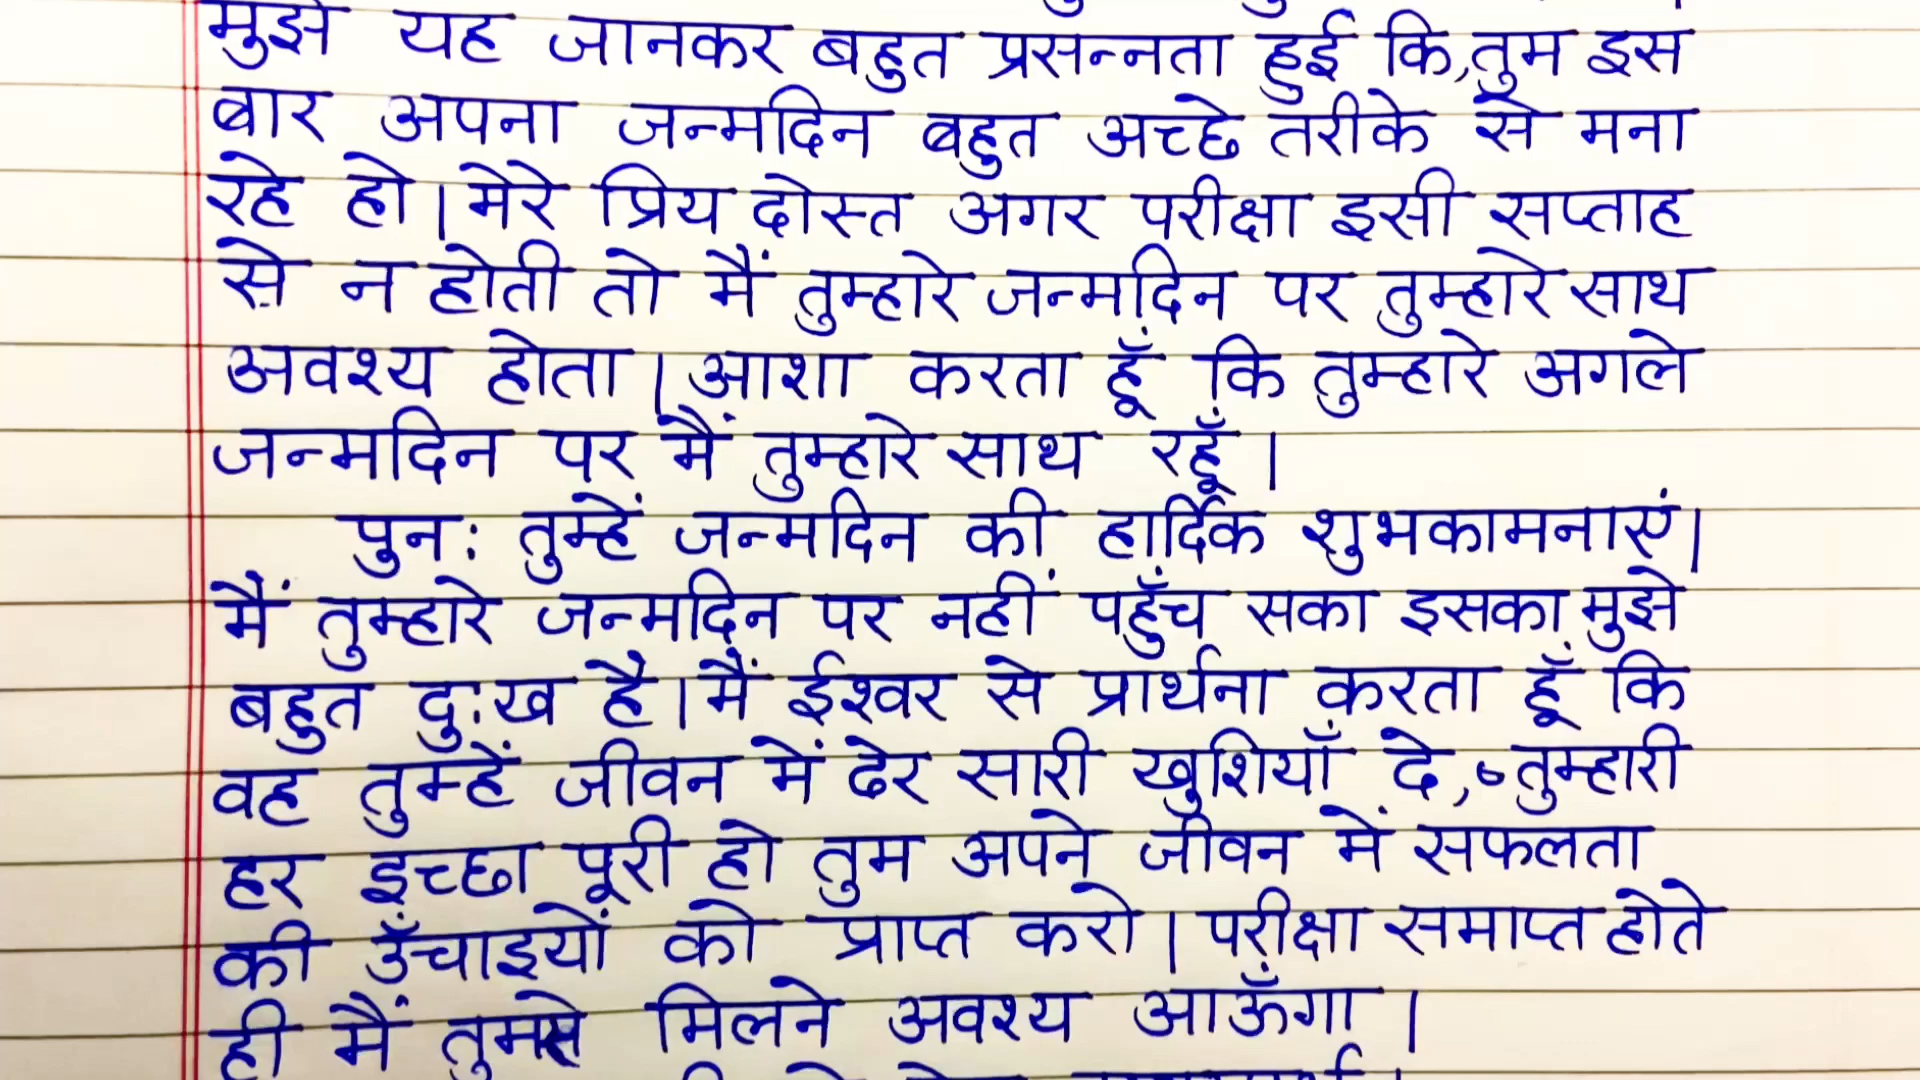 मुझे यह जानकर बहुत प्रसन्नता हुई कि,तुम इस
बार अपना जन्मदिन बहुत अच्छे तरीके से मना
रहे हो।मेरे प्रिय दोस्त अगर परीक्षा इसी सप्ताह
से न होती तो मैं तुम्हारे जन्मदिन पर तुम्हारे साथ
अवश्य होता।आशा करता हूँ कि तुम्हारे अगले
जन्मदिन पर मैं तुम्हारे साथ रहूँ।
पुन: तुम्हें जन्मदिन की हार्दिक शुभकामनाएं।
मैं तुम्हारे जन्मदिन पर नहीं पहुँच सका इसका मुझे
बहुत दु:ख है।मैं ईश्वर से प्रार्थना करता हूँ कि
वह तुम्हें जीवन में ढेर सारी खुशियाँ दे, तुम्हारी
हर इच्छा पूरी हो तुम अपने जीवन में सफलता
की उँचाइयों को प्राप्त करो। परीक्षा समाप्त होते
ही मैं तुमसे मिलने अवश्य आऊँगा।